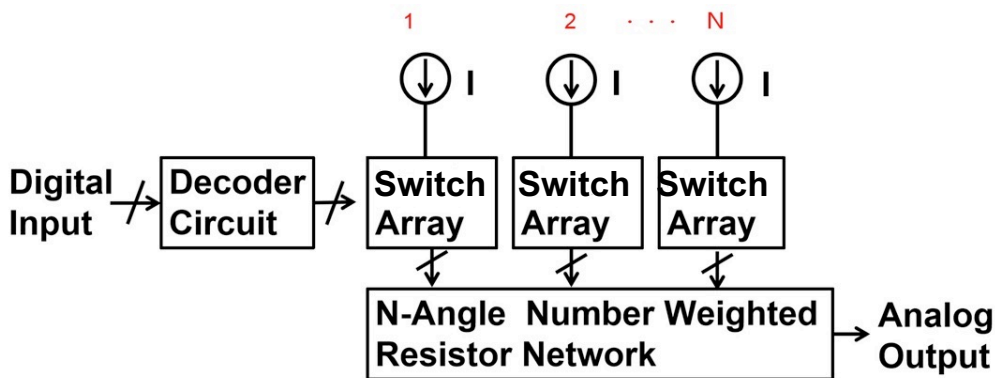 1 2 · · · N
I I I
Digital Input
Decoder Circuit
Switch Array
Switch Array
Switch Array
N-Angle Number Weighted
Resistor Network
Analog Output